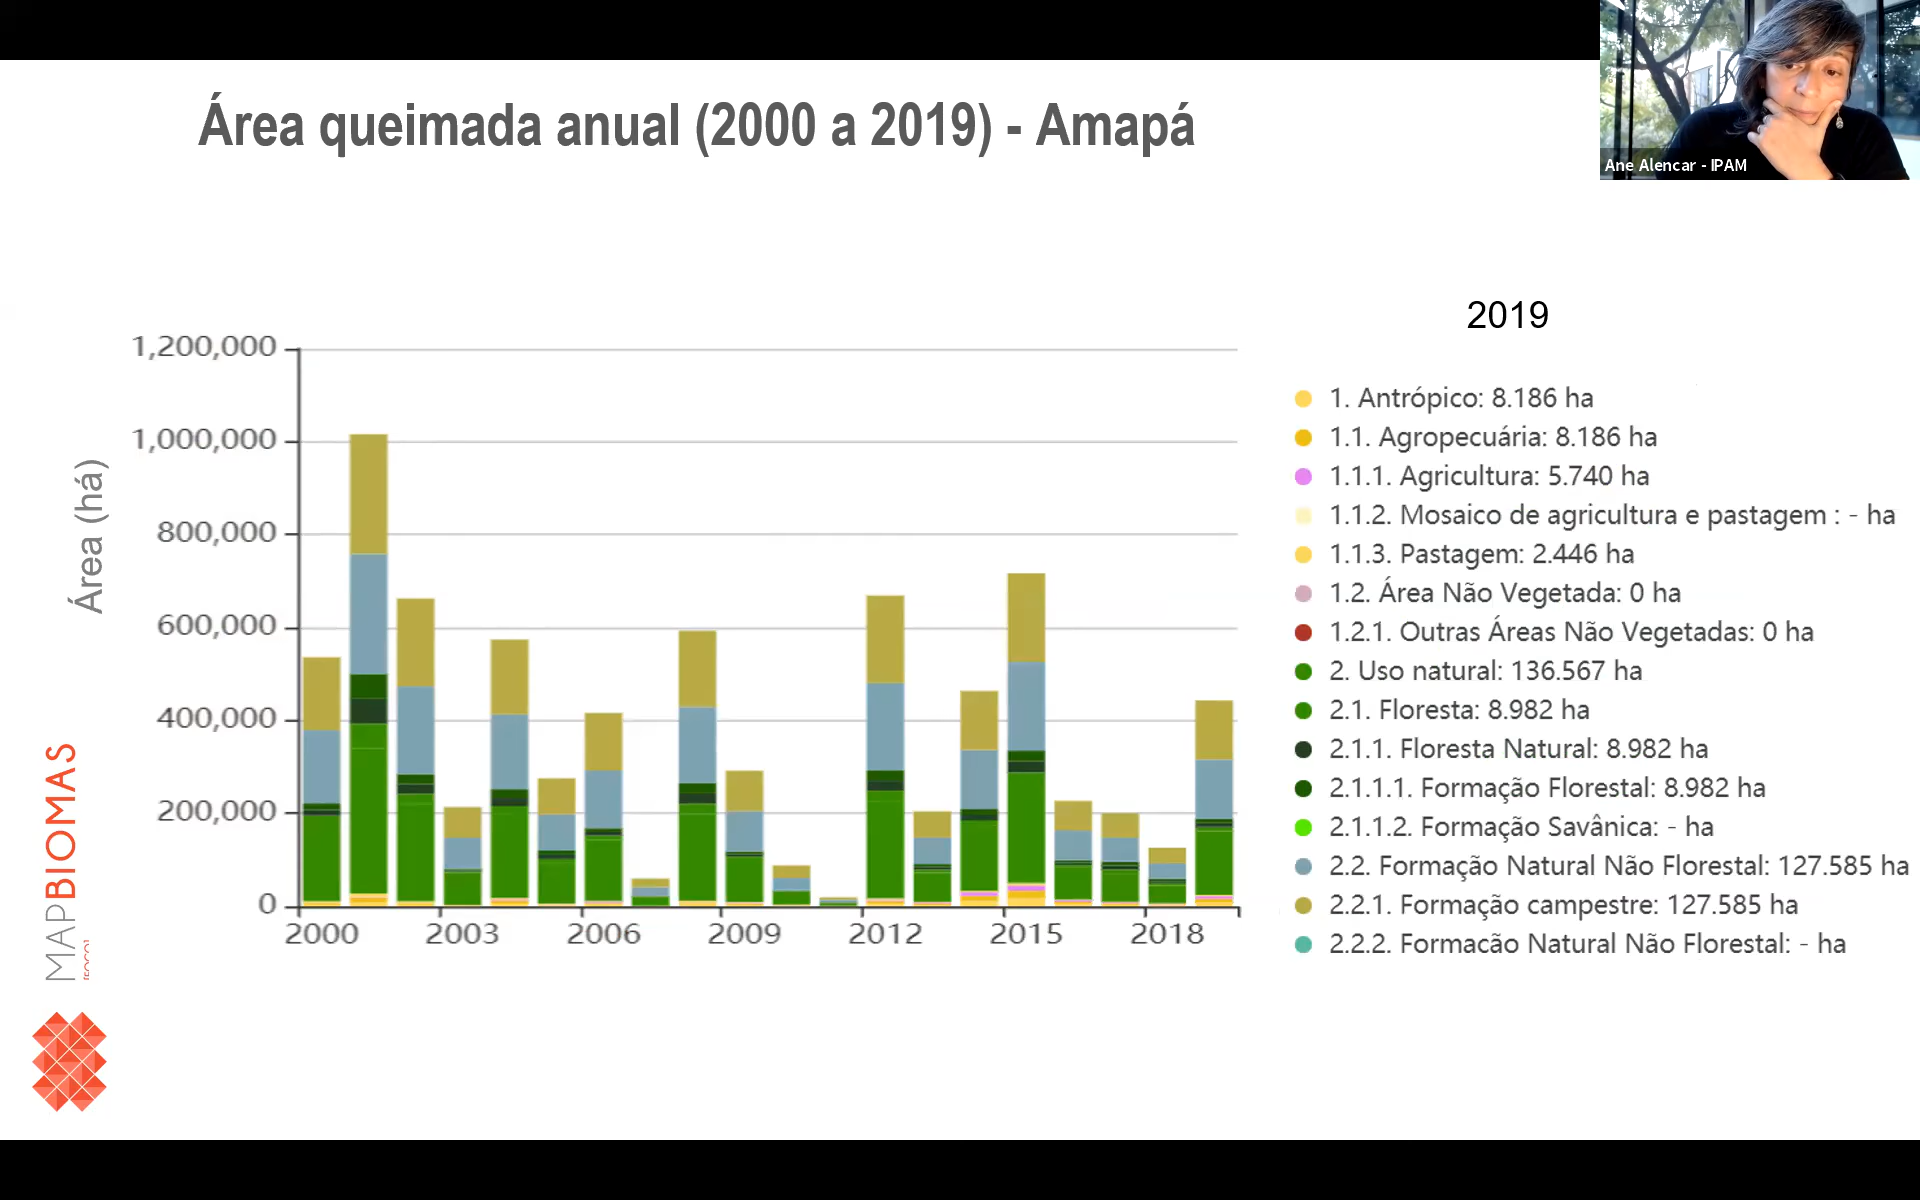 Área queimada anual (2000 a 2019) - Amapá
Ane Alencar - IPAM
2019
Área (há)
1,200,000
1,000,000
800,000
600,000
400,000
200,000
0
2000 2003 2006 2009 2012 2015 2018
1. Antrópico: 8.186 ha
1.1. Agropecuária: 8.186 ha
1.1.1. Agricultura: 5.740 ha
1.1.2. Mosaico de agricultura e pastagem : - ha
1.1.3. Pastagem: 2.446 ha
1.2. Área Não Vegetada: 0 ha
1.2.1. Outras Áreas Não Vegetadas: 0 ha
2. Uso natural: 136.567 ha
2.1. Floresta: 8.982 ha
2.1.1. Floresta Natural: 8.982 ha
2.1.1.1. Formação Florestal: 8.982 ha
2.1.1.2. Formação Savânica: - ha
2.2. Formação Natural Não Florestal: 127.585 ha
2.2.1. Formação campestre: 127.585 ha
2.2.2. Formacão Natural Não Florestal: - ha
MAPBIOMAS